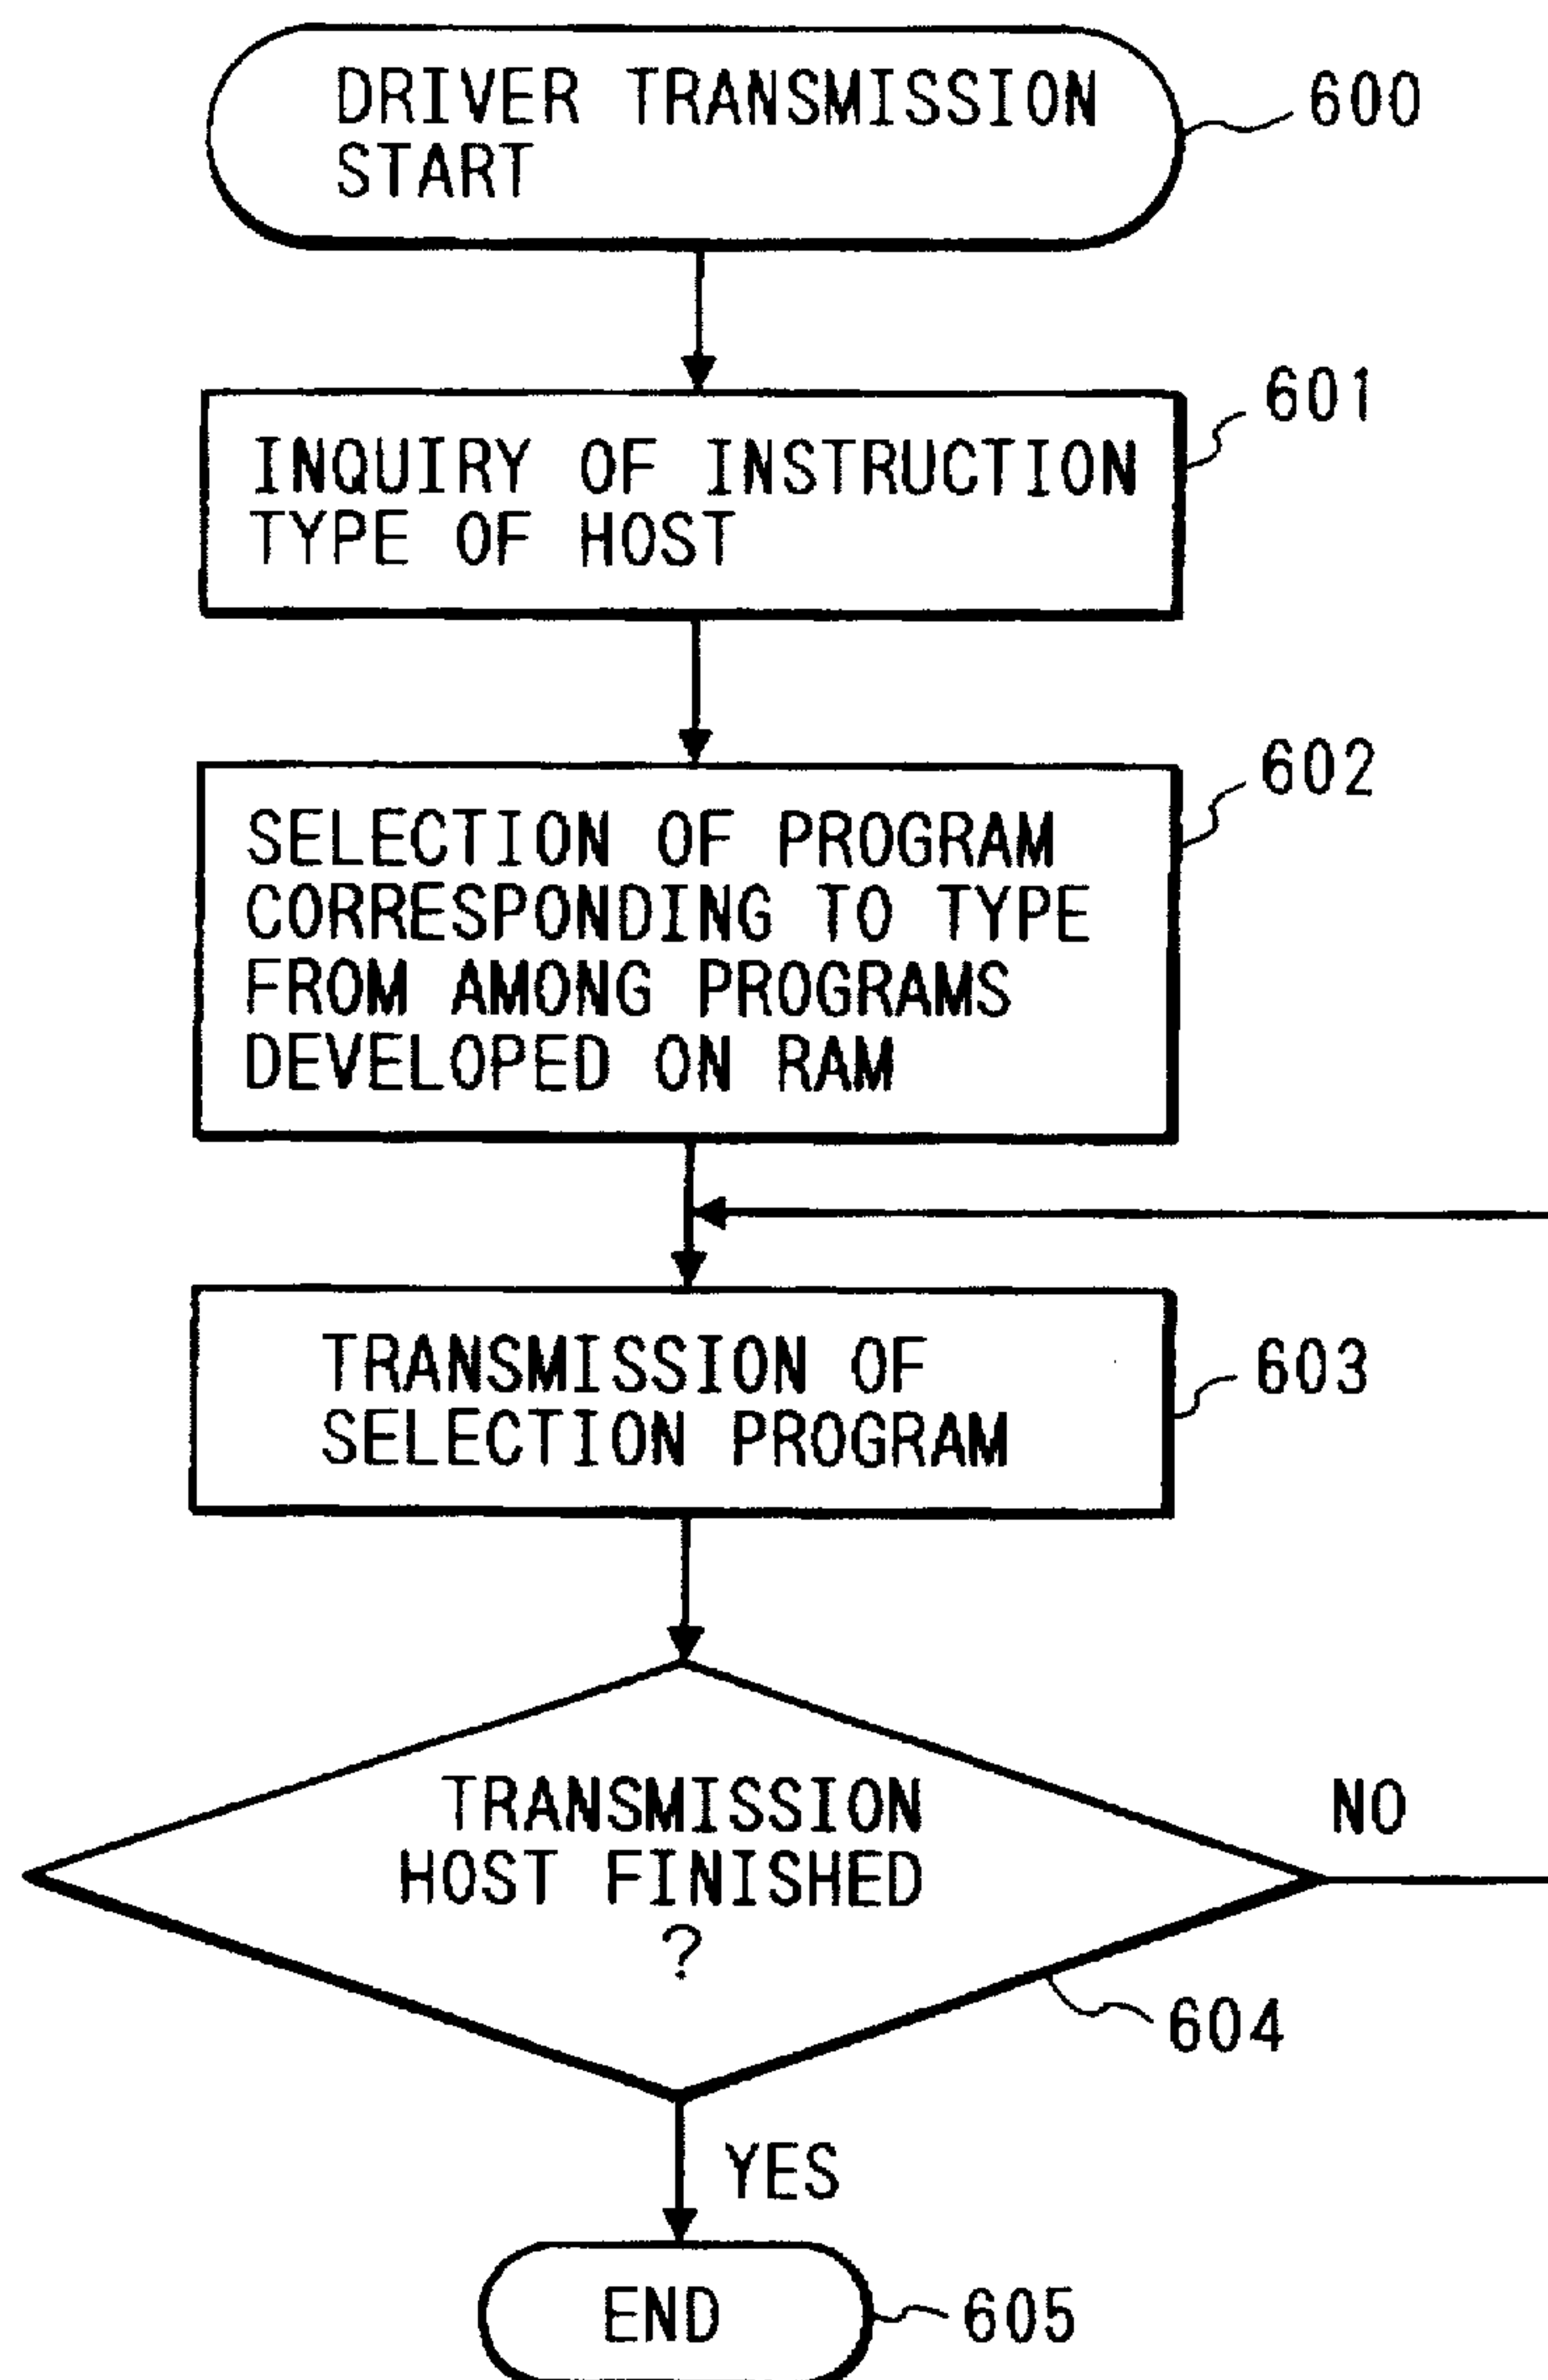 DRIVER TRANSMISSION
START
600
INQUIRY OF INSTRUCTION
TYPE OF HOST
601
SELECTION OF PROGRAM
CORRESPONDING TO TYPE
FROM AMONG PROGRAMS
DEVELOPED ON RAM
602
TRANSMISSION OF
SELECTION PROGRAM
603
TRANSMISSION
HOST FINISHED
?
NO
604
YES
END
605